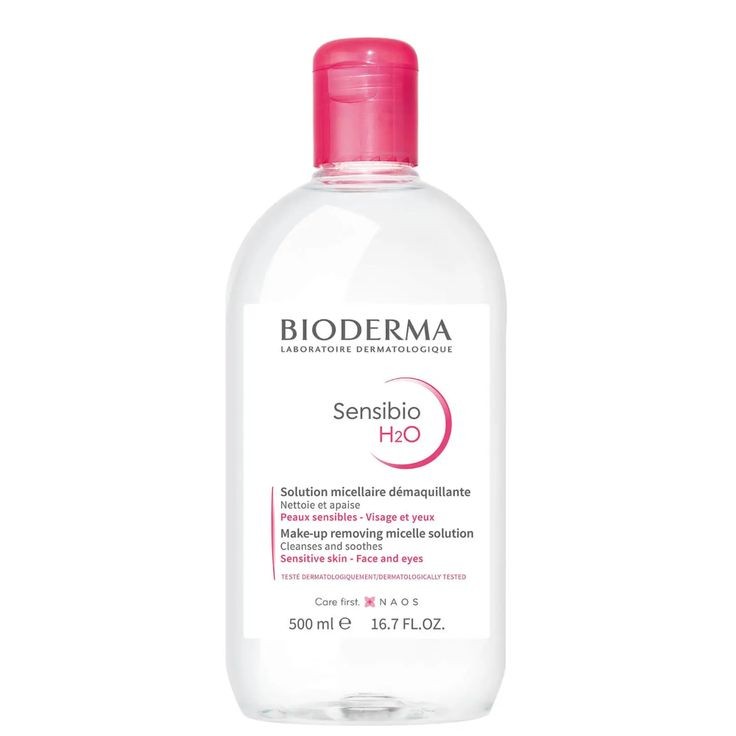 BIODERMA
LABORATOIRE DERMATOLOGIQUE
Sensibio
H2O
Solution micellaire démaquillante
Nettoie et apaise
Peaux sensibles - Visage et yeux
Make-up removing micelle solution
Cleanses and soothes
Sensitive skin - Face and eyes
TESTÉ DERMATOLOGIQUEMENT/DERMATOLOGICALLY TESTED
Care first. NAOS
500 ml ℮ 16.7 FL.OZ.